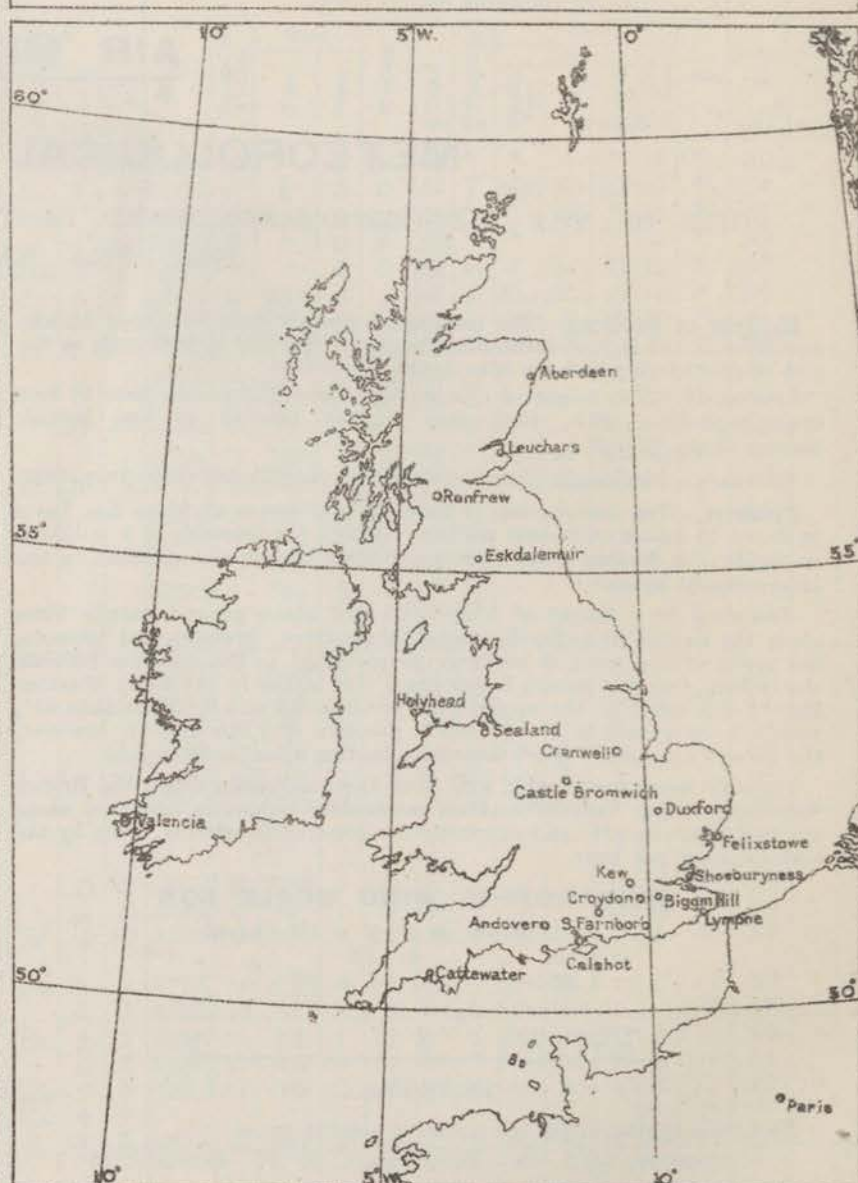 10°
5°W.
0°
60°
Aberdeen
Leuchars
Renfrew
55°
Eskdalemuir
55°
Holyhead
Sealand
Cranwell
Castle Bromwich
Valencia
Duxford
Felixstowe
Kew
Shoeburyness
Croydon
Biggin Hill
Andover
S. Farnboro
Lympne
Calshot
50°
Cattewater
50°
Paris
10°
5°W
10°